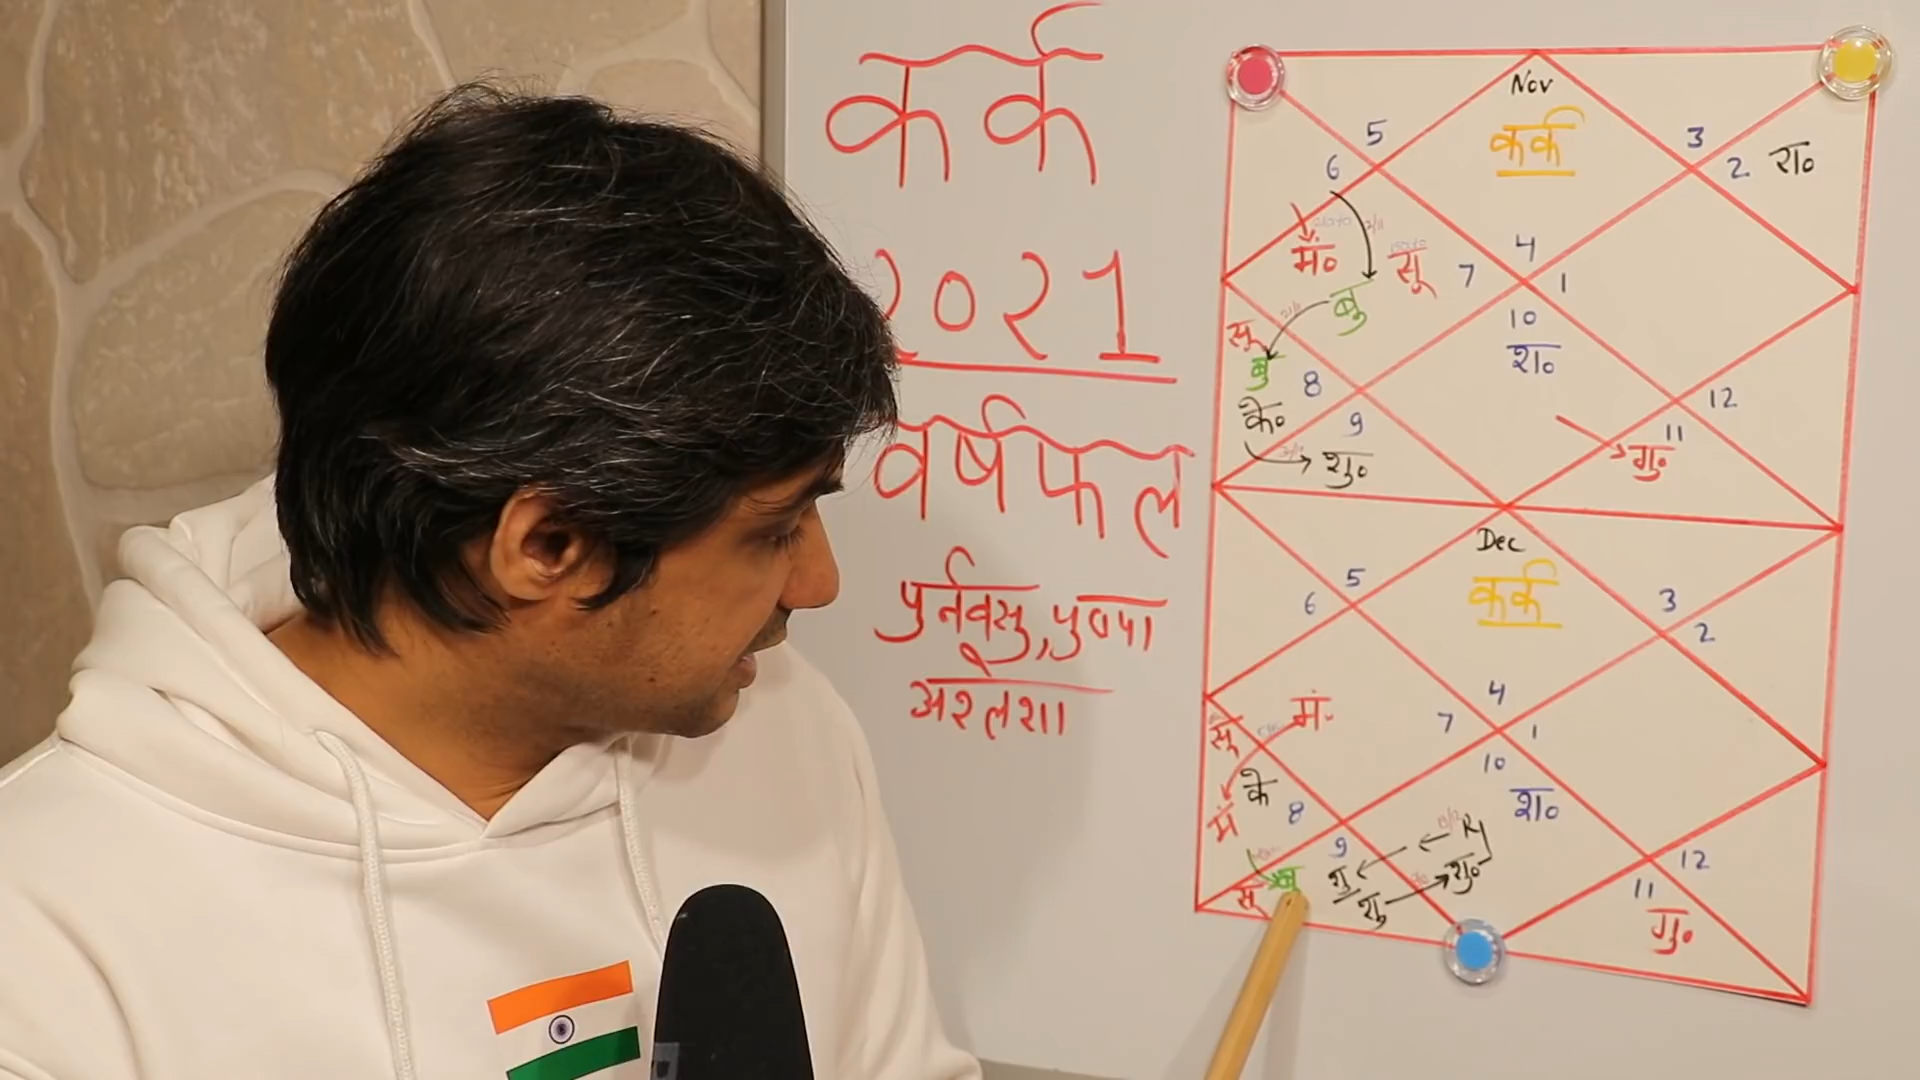 कर्क
२०२1
वर्षफल
पुर्नवसु, पुष्पा
अश्लेशा
Nov
कर्क
5
3
6
2
रा०
मं०
सू
4
7
1
बु
10
सू
श०
बु
8
12
के०
9
11
शु०
गु०
Dec
कर्क
5
3
6
2
4
मं०
7
1
सू
10
के
श०
8
मं
R
9
12
बु
शु
शु०
11
सू
शु
गु०